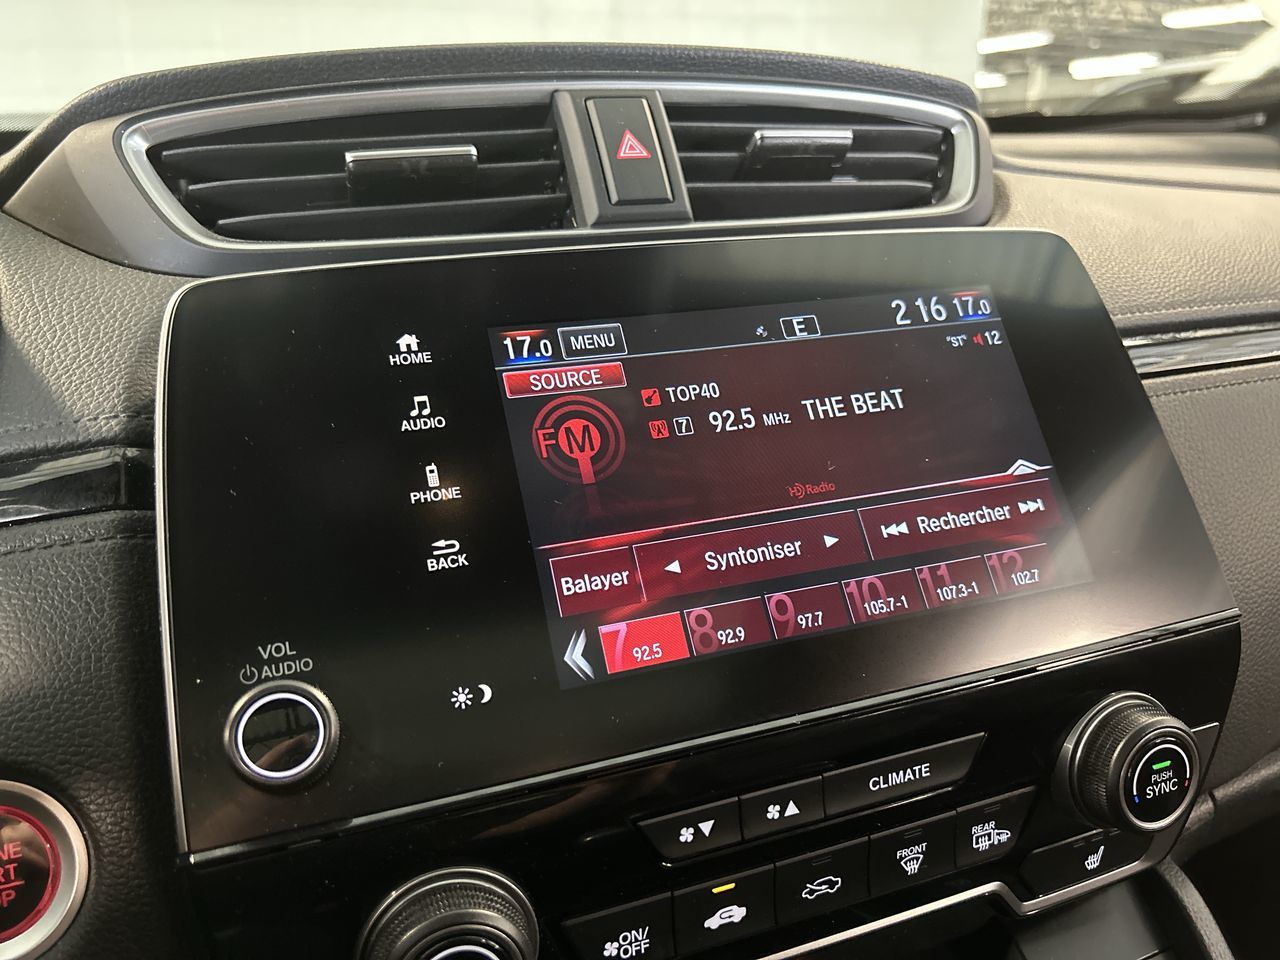 17.0 MENU E 2 16 17.0
"ST" 12
SOURCE
TOP40
FM
7 92.5 MHz THE BEAT
HD Radio
Balayer Syntoniser Rechercher
7 92.5 8 92.9 9 97.7 10 105.7-1 11 107.3-1 12 102.7
HOME
AUDIO
PHONE
BACK
VOL
AUDIO
CLIMATE
PUSH
SYNC
FRONT
REAR
ON/
OFF